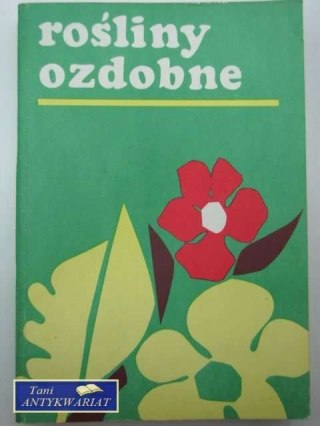 rośliny
ozdobne
Tani
ANTYKWARIAT